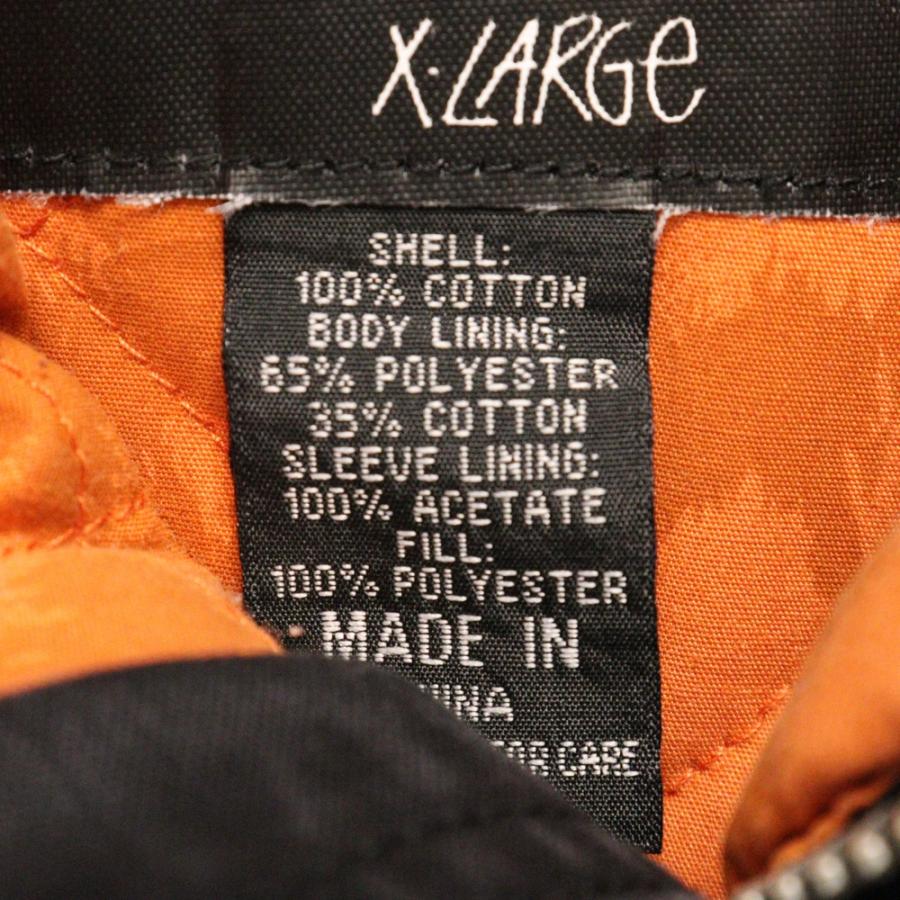 X-LARGe
SHELL:
100% COTTON
BODY LINING:
65% POLYESTER
35% COTTON
SLEEVE LINING:
100% ACETATE
FILL:
100% POLYESTER
MADE IN
FOR CARE